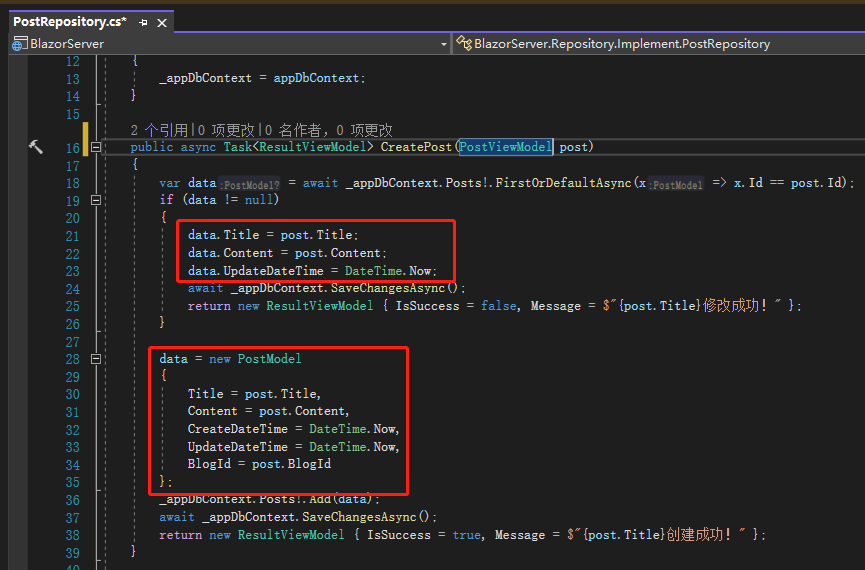 PostRepository.cs*
BlazorServer
BlazorServer.Repository.Implement.PostRepository
12 {
13 _appDbContext = appDbContext;
14 }
15
2 个引用|0 项更改|0 名作者，0 项更改
16 public async Task<ResultViewModel> CreatePost(PostViewModel post)
17 {
18 var data:PostModel? = await _appDbContext.Posts!.FirstOrDefaultAsync(x:PostModel => x.Id == post.Id);
19 if (data != null)
20 {
21 data.Title = post.Title;
22 data.Content = post.Content;
23 data.UpdateDateTime = DateTime.Now;
24 await _appDbContext.SaveChangesAsync();
25 return new ResultViewModel { IsSuccess = false, Message = $"{post.Title}修改成功！" };
26 }
27
28 data = new PostModel
29 {
30 Title = post.Title,
31 Content = post.Content,
32 CreateDateTime = DateTime.Now,
33 UpdateDateTime = DateTime.Now,
34 BlogId = post.BlogId
35 };
36 _appDbContext.Posts!.Add(data);
37 await _appDbContext.SaveChangesAsync();
38 return new ResultViewModel { IsSuccess = true, Message = $"{post.Title}创建成功！" };
39 }
40